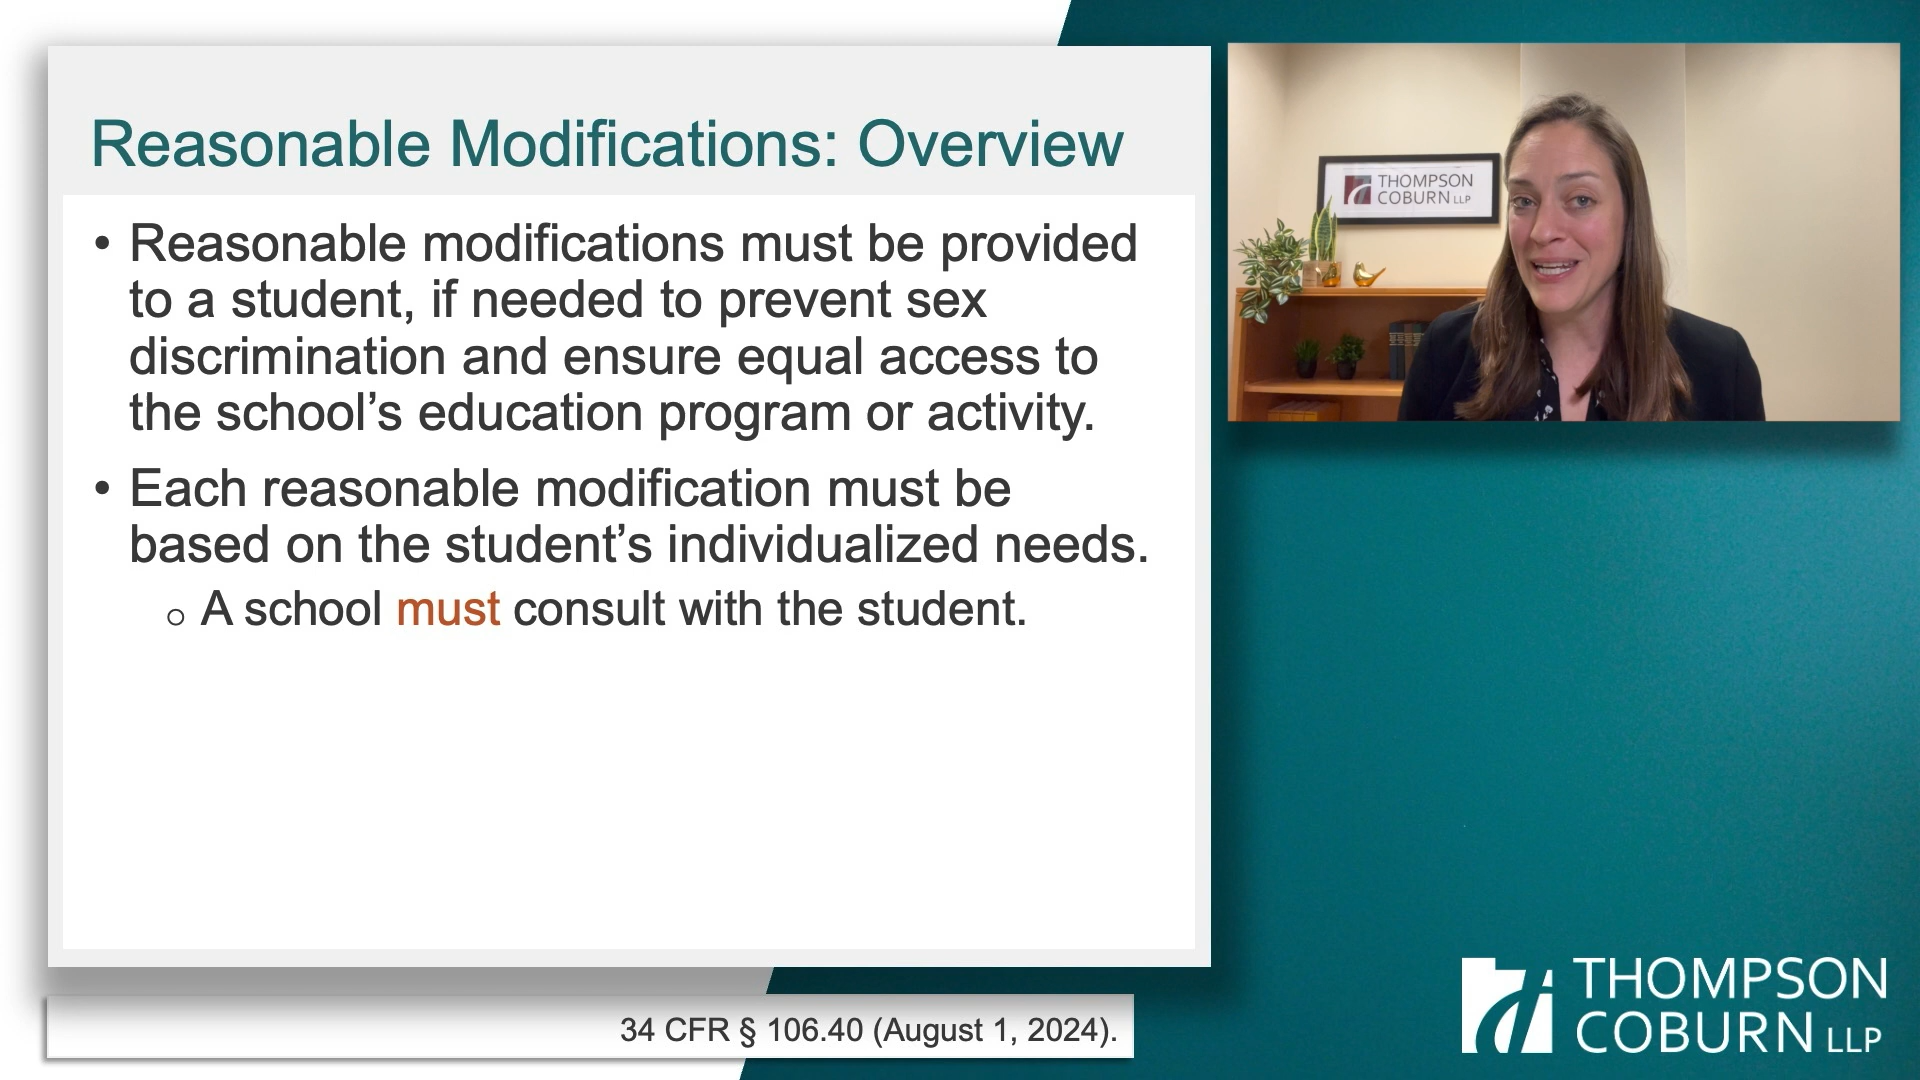 Reasonable Modifications: Overview
• Reasonable modifications must be provided
to a student, if needed to prevent sex
discrimination and ensure equal access to
the school’s education program or activity.
• Each reasonable modification must be
based on the student’s individualized needs.
o A school must consult with the student.
34 CFR § 106.40 (August 1, 2024).
THOMPSON
COBURN LLP
THOMPSON
COBURN LLP